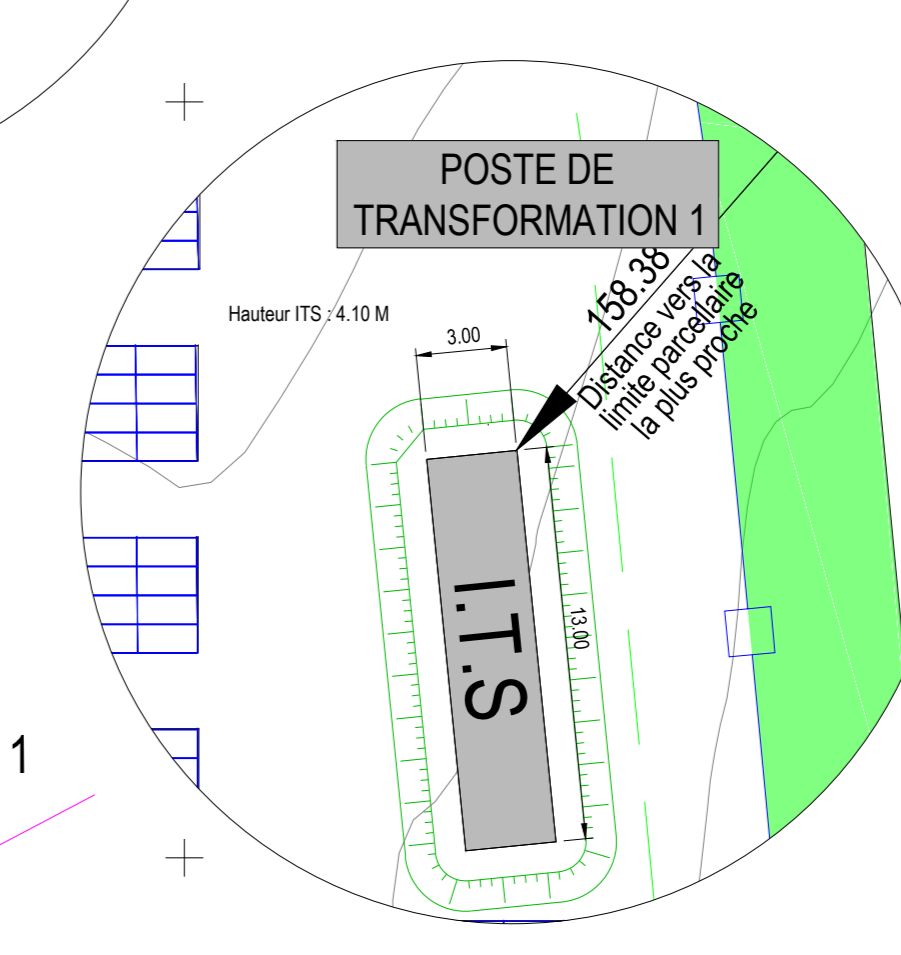 POSTE DE
TRANSFORMATION 1
158.38
Distance vers la
limite parcellaire
la plus proche
Hauteur ITS : 4.10 M
3.00
13.00
I.T.S
1